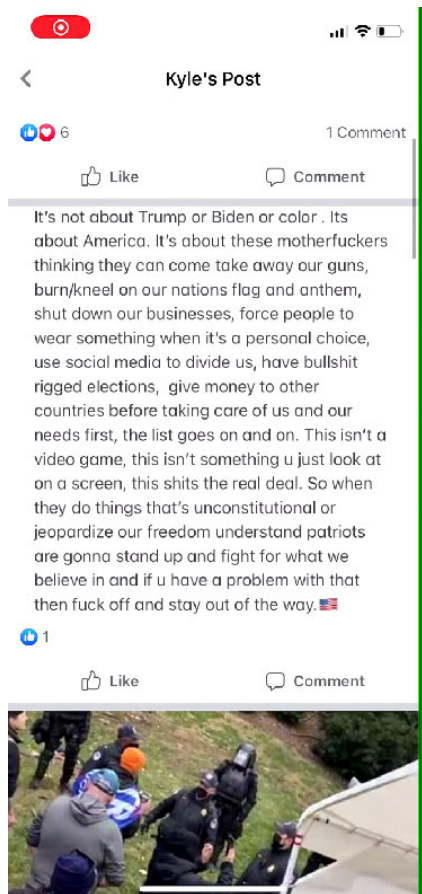 Kyle's Post
6
1 Comment
Like
Comment
It's not about Trump or Biden or color . Its
about America. It's about these motherfuckers
thinking they can come take away our guns,
burn/kneel on our nations flag and anthem,
shut down our businesses, force people to
wear something when it's a personal choice,
use social media to divide us, have bullshit
rigged elections,  give money to other
countries before taking care of us and our
needs first, the list goes on and on. This isn't a
video game, this isn't something u just look at
on a screen, this shits the real deal. So when
they do things that's unconstitutional or
jeopardize our freedom understand patriots
are gonna stand up and fight for what we
believe in and if u have a problem with that
then fuck off and stay out of the way.🇺🇸
1
Like
Comment